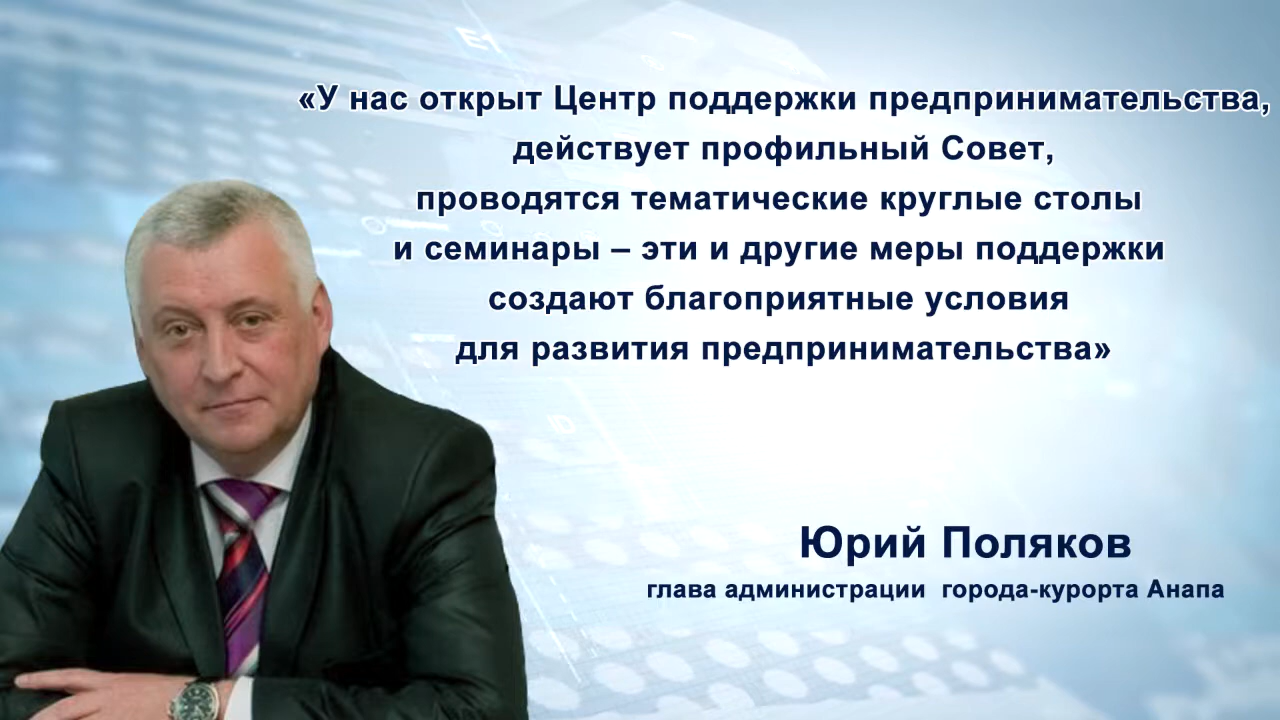 «У нас открыт Центр поддержки предпринимательства,
действует профильный Совет,
проводятся тематические круглые столы
и семинары – эти и другие меры поддержки
создают благоприятные условия
для развития предпринимательства»
Юрий Поляков
глава администрации города-курорта Анапа